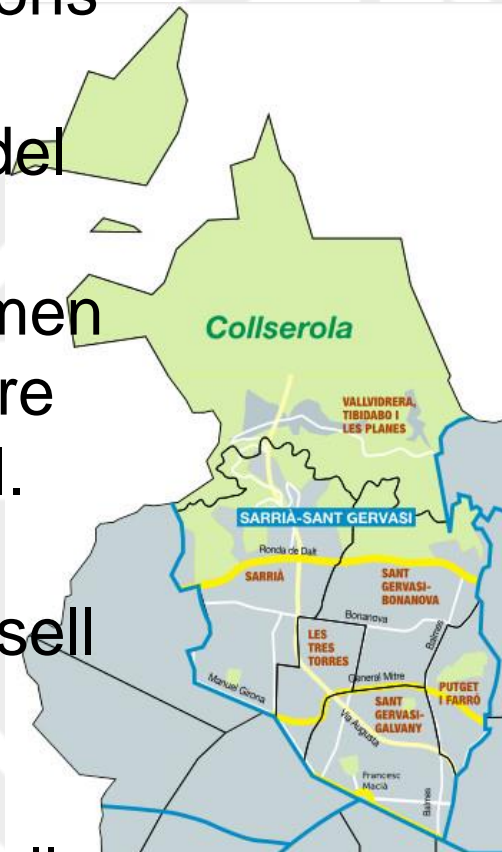 ons
del
men
re
l.
sell
Collserola
VALLVIDRERA,
TIBIDABO I
LES PLANES
SARRIÀ-SANT GERVASI
Ronda de Dalt
SARRIÀ
SANT
GERVASI-
BONANOVA
Bonanova
Balmes
LES
TRES
TORRES
Manuel Girona
General Mitre
PUTGET
I FARRÓ
SANT
GERVASI-
GALVANY
Via Augusta
Francesc
Macià
Balmes